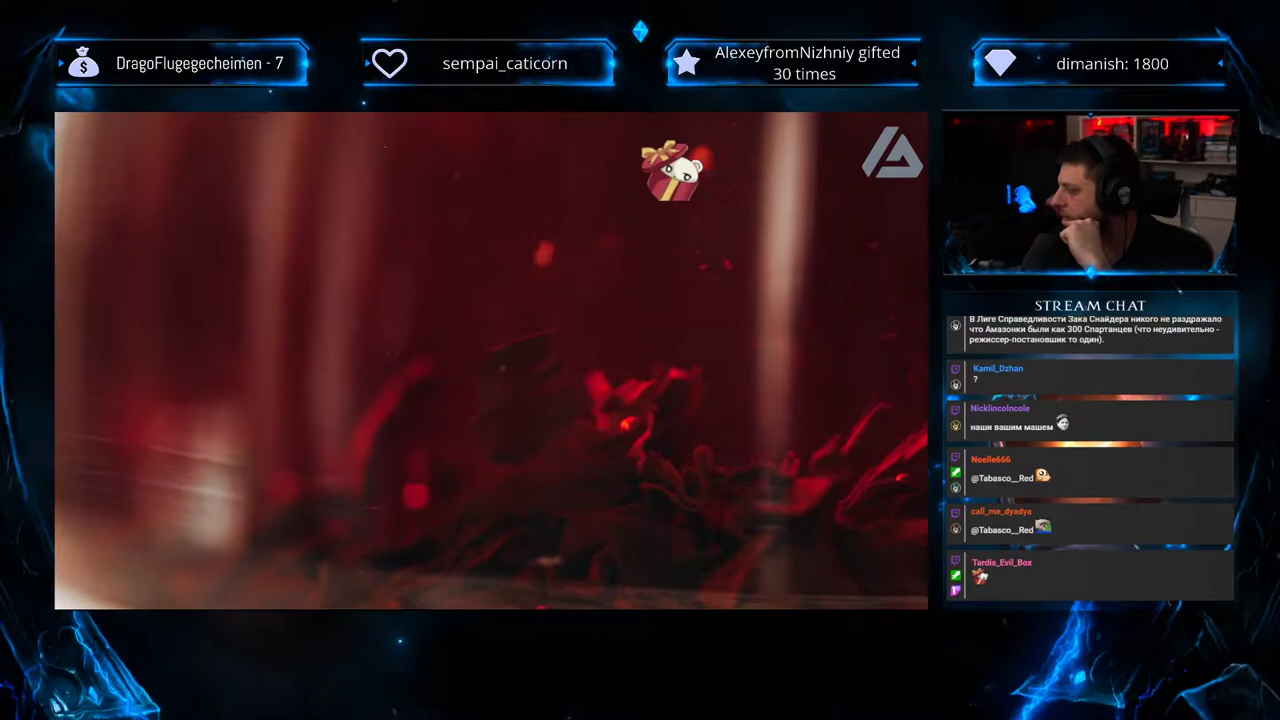 DragoFlugegecheimen - 7
sempai_caticorn
AlexeyfromNizhniy gifted
30 times
dimanish: 1800
STREAM CHAT
В Лиге Справедливости Зака Снайдера никого не раздражало
что Амазонки были как 300 Спартанцев (что неудивительно -
режиссер-постановщик то один).
Kamil_Dzhan
?
Nicklincolncole
наши вашим машем
Noelle666
@Tabasco__Red
call_me_dyadya
@Tabasco__Red
Tardis_Evil_Box